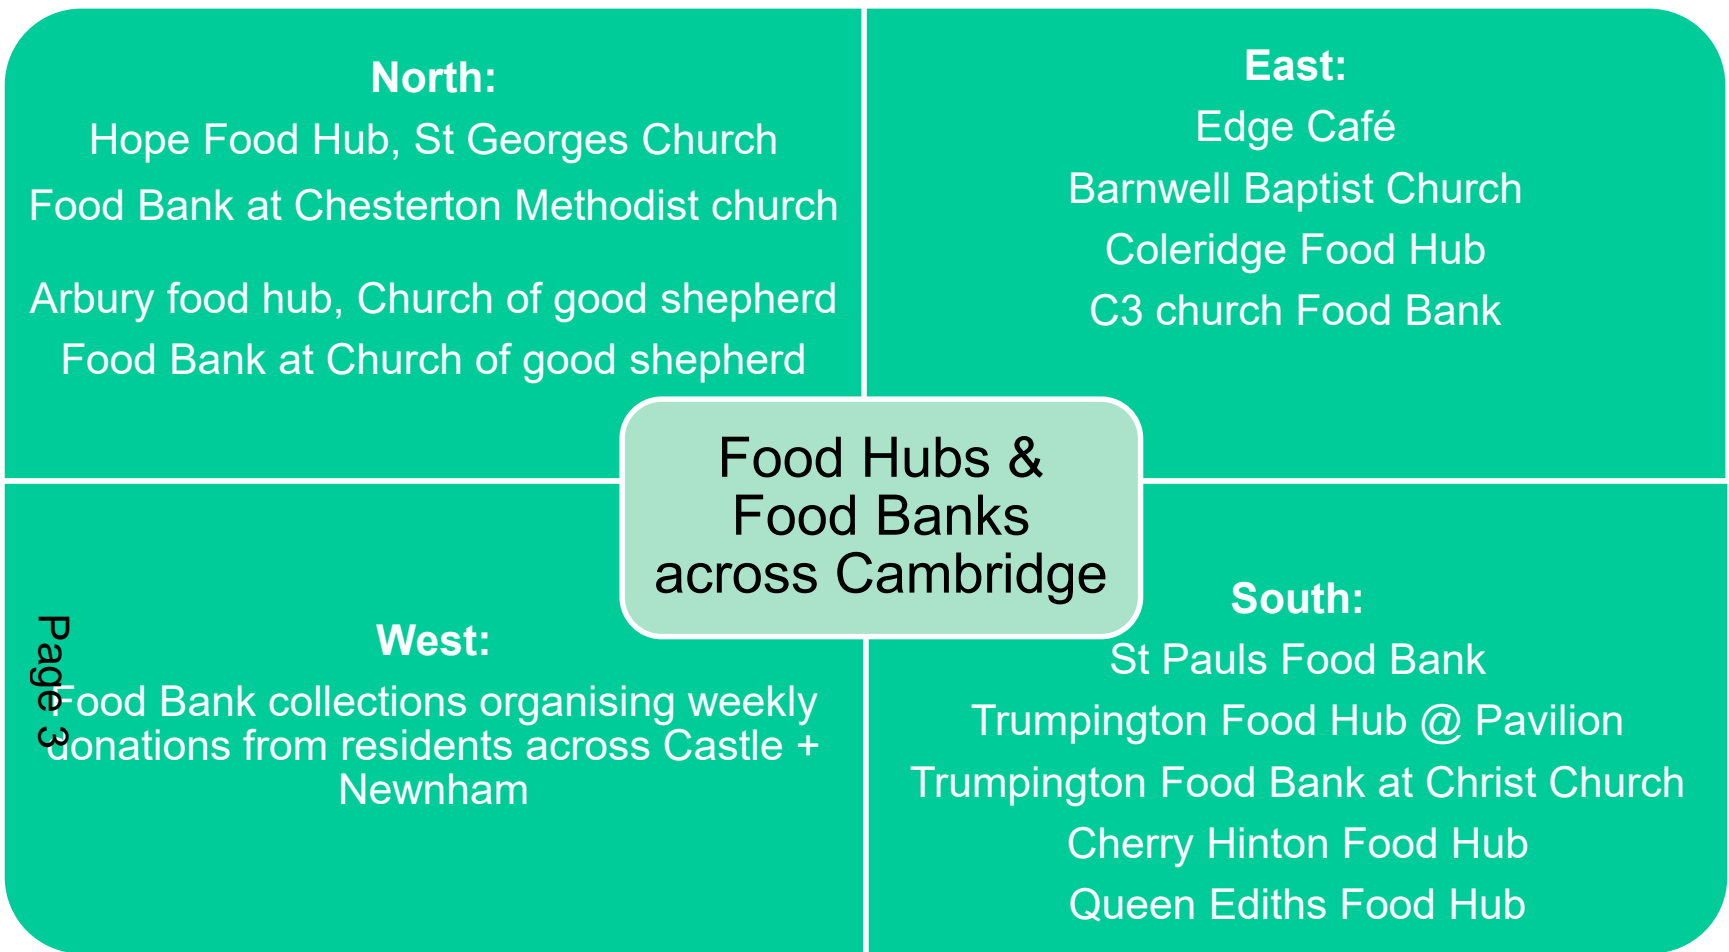 North:
Hope Food Hub, St Georges Church
Food Bank at Chesterton Methodist church
Arbury food hub, Church of good shepherd
Food Bank at Church of good shepherd
East:
Edge Café
Barnwell Baptist Church
Coleridge Food Hub
C3 church Food Bank
Food Hubs &
Food Banks
across Cambridge
West:
Food Bank collections organising weekly
donations from residents across Castle +
Newnham
South:
St Pauls Food Bank
Trumpington Food Hub @ Pavilion
Trumpington Food Bank at Christ Church
Cherry Hinton Food Hub
Queen Ediths Food Hub
Page 3